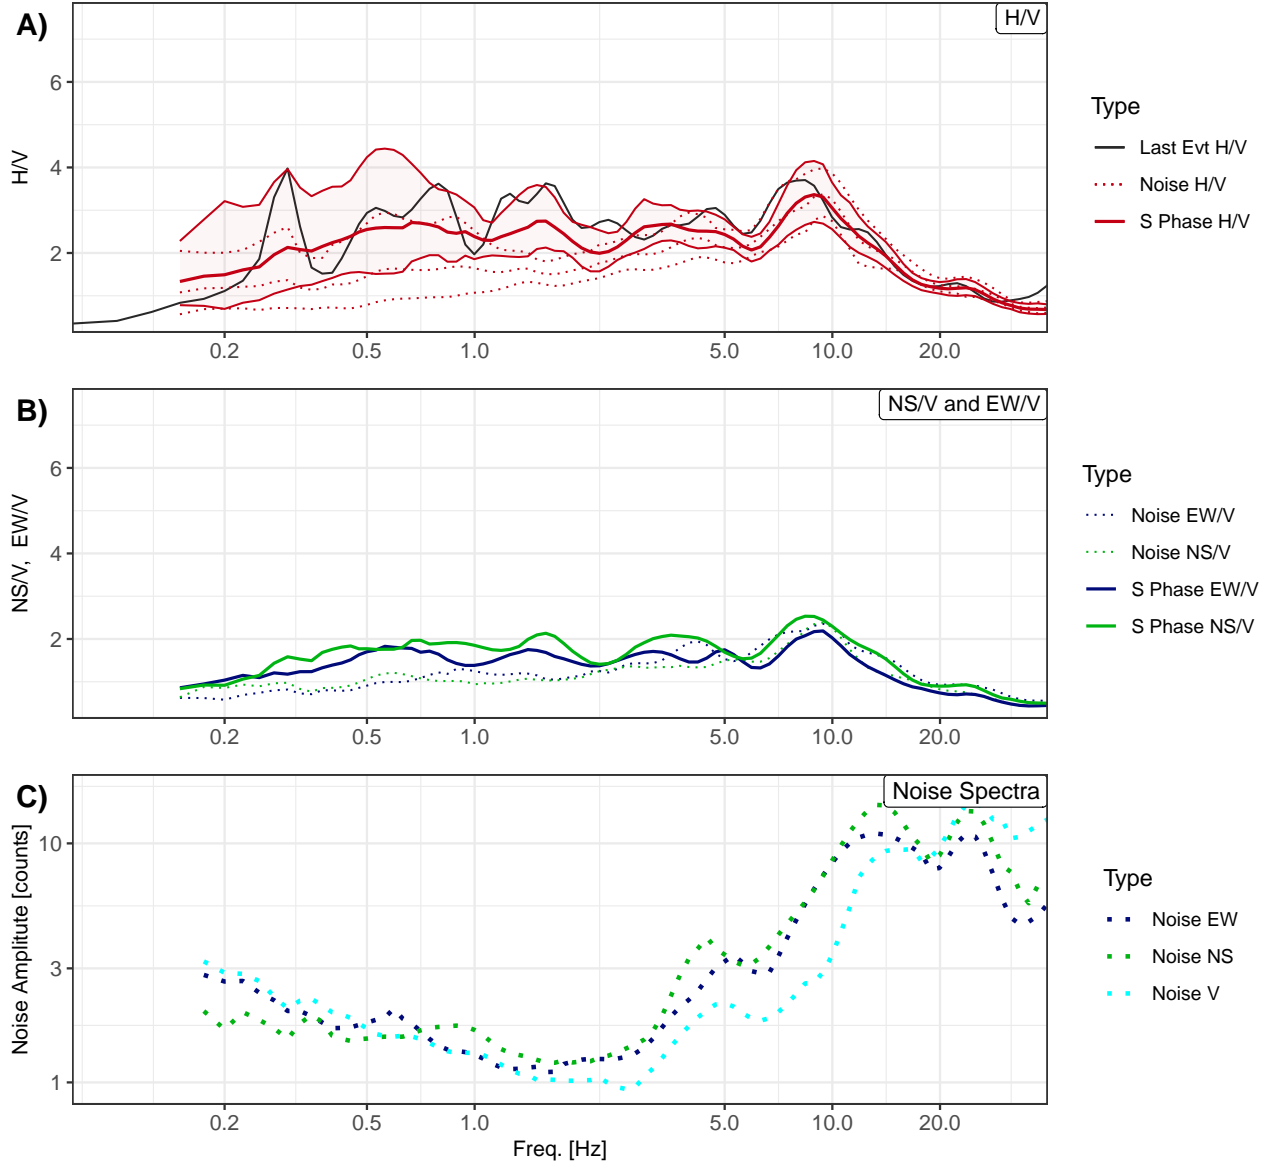 A)
H/V
6
4
2
H/V
0.2 0.5 1.0 5.0 10.0 20.0
Type
Last Evt H/V
Noise H/V
S Phase H/V
B)
NS/V and EW/V
6
4
2
NS/V, EW/V
0.2 0.5 1.0 5.0 10.0 20.0
Type
Noise EW/V
Noise NS/V
S Phase EW/V
S Phase NS/V
C)
Noise Spectra
10
3
1
Noise Amplitude [counts]
0.2 0.5 1.0 5.0 10.0 20.0
Freq. [Hz]
Type
Noise EW
Noise NS
Noise V